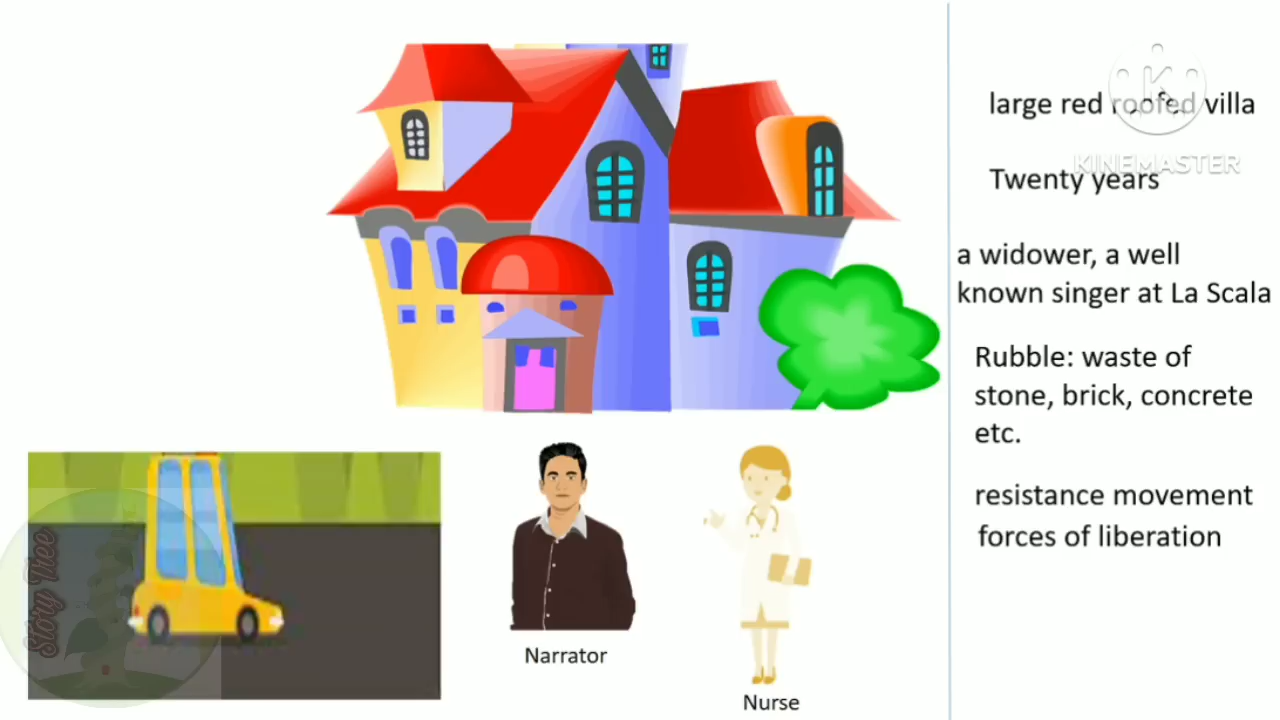 large red roofed villa
KINEMASTER
Twenty years
a widower, a well
known singer at La Scala
Rubble: waste of
stone, brick, concrete
etc.
resistance movement
forces of liberation
Story Tree
Narrator
Nurse